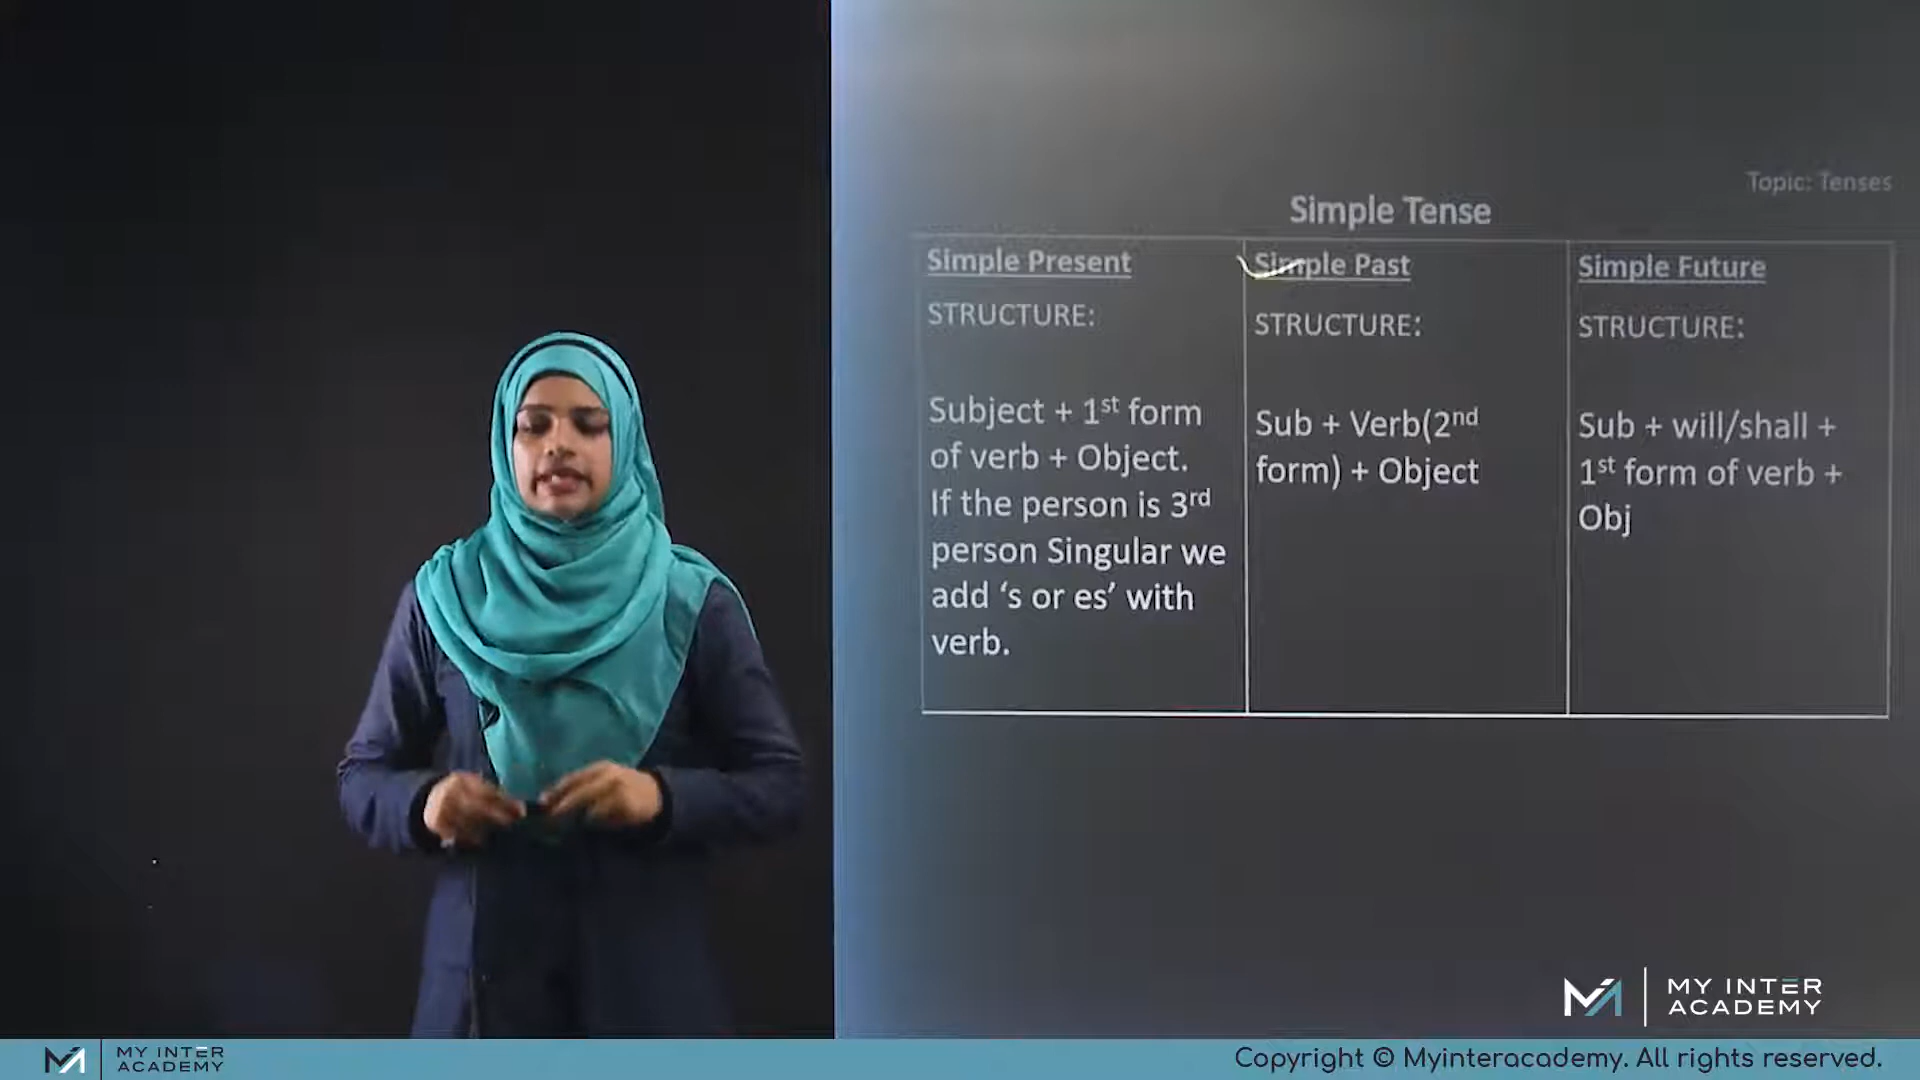 Topic: Tenses
Simple Tense
Simple Present
STRUCTURE:
Subject + 1st form
of verb + Object.
If the person is 3rd
person Singular we
add ‘s or es’ with
verb.
Simple Past
STRUCTURE:
Sub + Verb(2nd
form) + Object
Simple Future
STRUCTURE:
Sub + will/shall +
1st form of verb +
Obj
MY INTER
ACADEMY
MY INTER
ACADEMY
Copyright © Myinteracademy. All rights reserved.